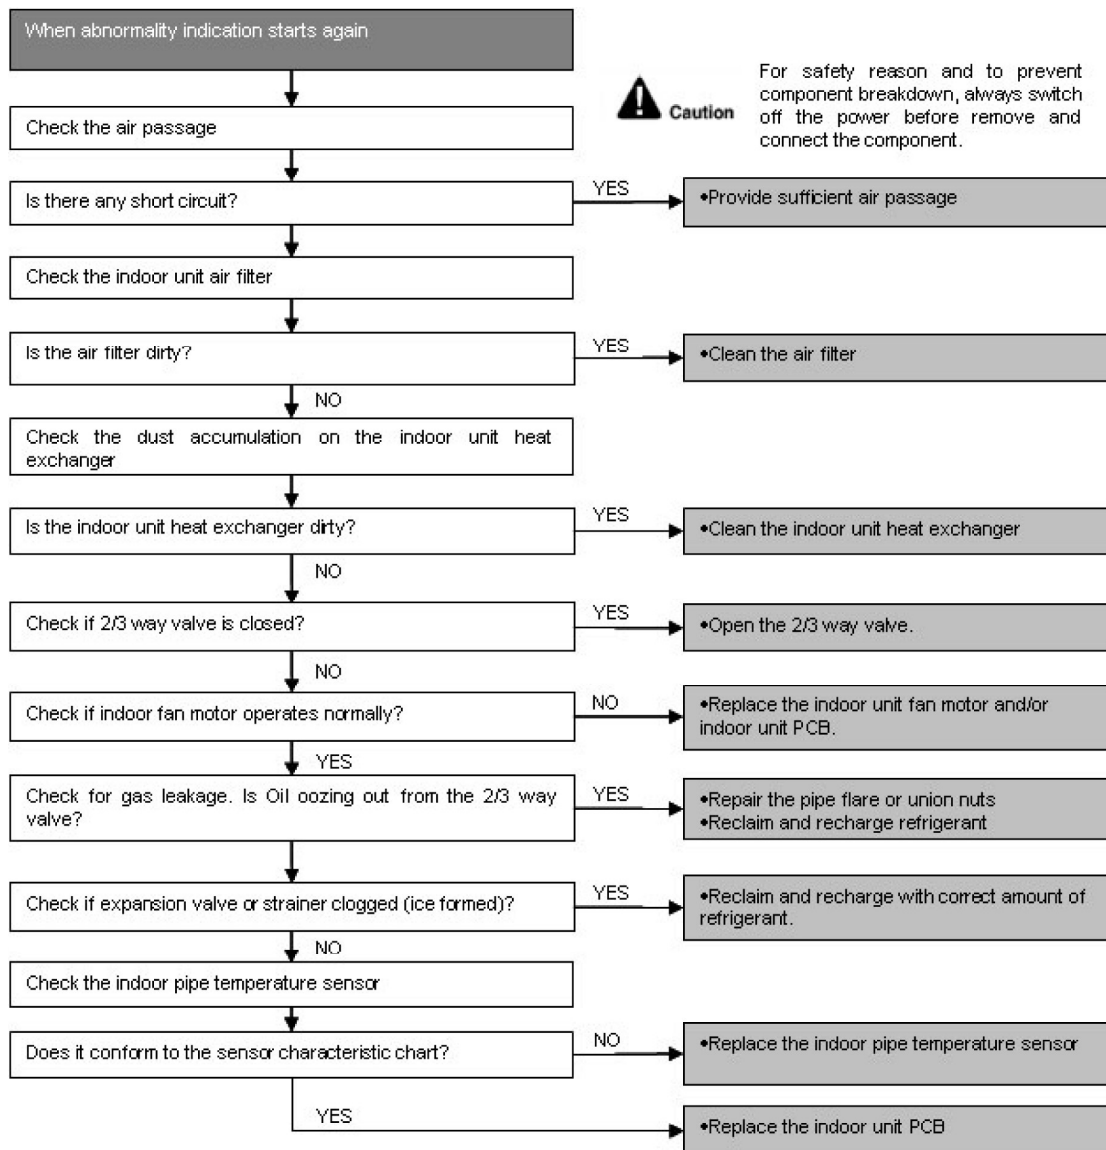 When abnormality indication starts again
For safety reason and to prevent
component breakdown, always switch
off the power before remove and
connect the component.
Caution
Check the air passage
Is there any short circuit?
YES
•Provide sufficient air passage
Check the indoor unit air filter
Is the air filter dirty?
YES
•Clean the air filter
NO
Check the dust accumulation on the indoor unit heat
exchanger
Is the indoor unit heat exchanger dirty?
YES
•Clean the indoor unit heat exchanger
NO
Check if 2/3 way valve is closed?
YES
•Open the 2/3 way valve.
NO
Check if indoor fan motor operates normally?
NO
•Replace the indoor unit fan motor and/or
indoor unit PCB.
YES
Check for gas leakage. Is Oil oozing out from the 2/3 way
valve?
YES
•Repair the pipe flare or union nuts
•Reclaim and recharge refrigerant
Check if expansion valve or strainer clogged (ice formed)?
YES
•Reclaim and recharge with correct amount of
refrigerant.
NO
Check the indoor pipe temperature sensor
Does it conform to the sensor characteristic chart?
NO
•Replace the indoor pipe temperature sensor
YES
•Replace the indoor unit PCB